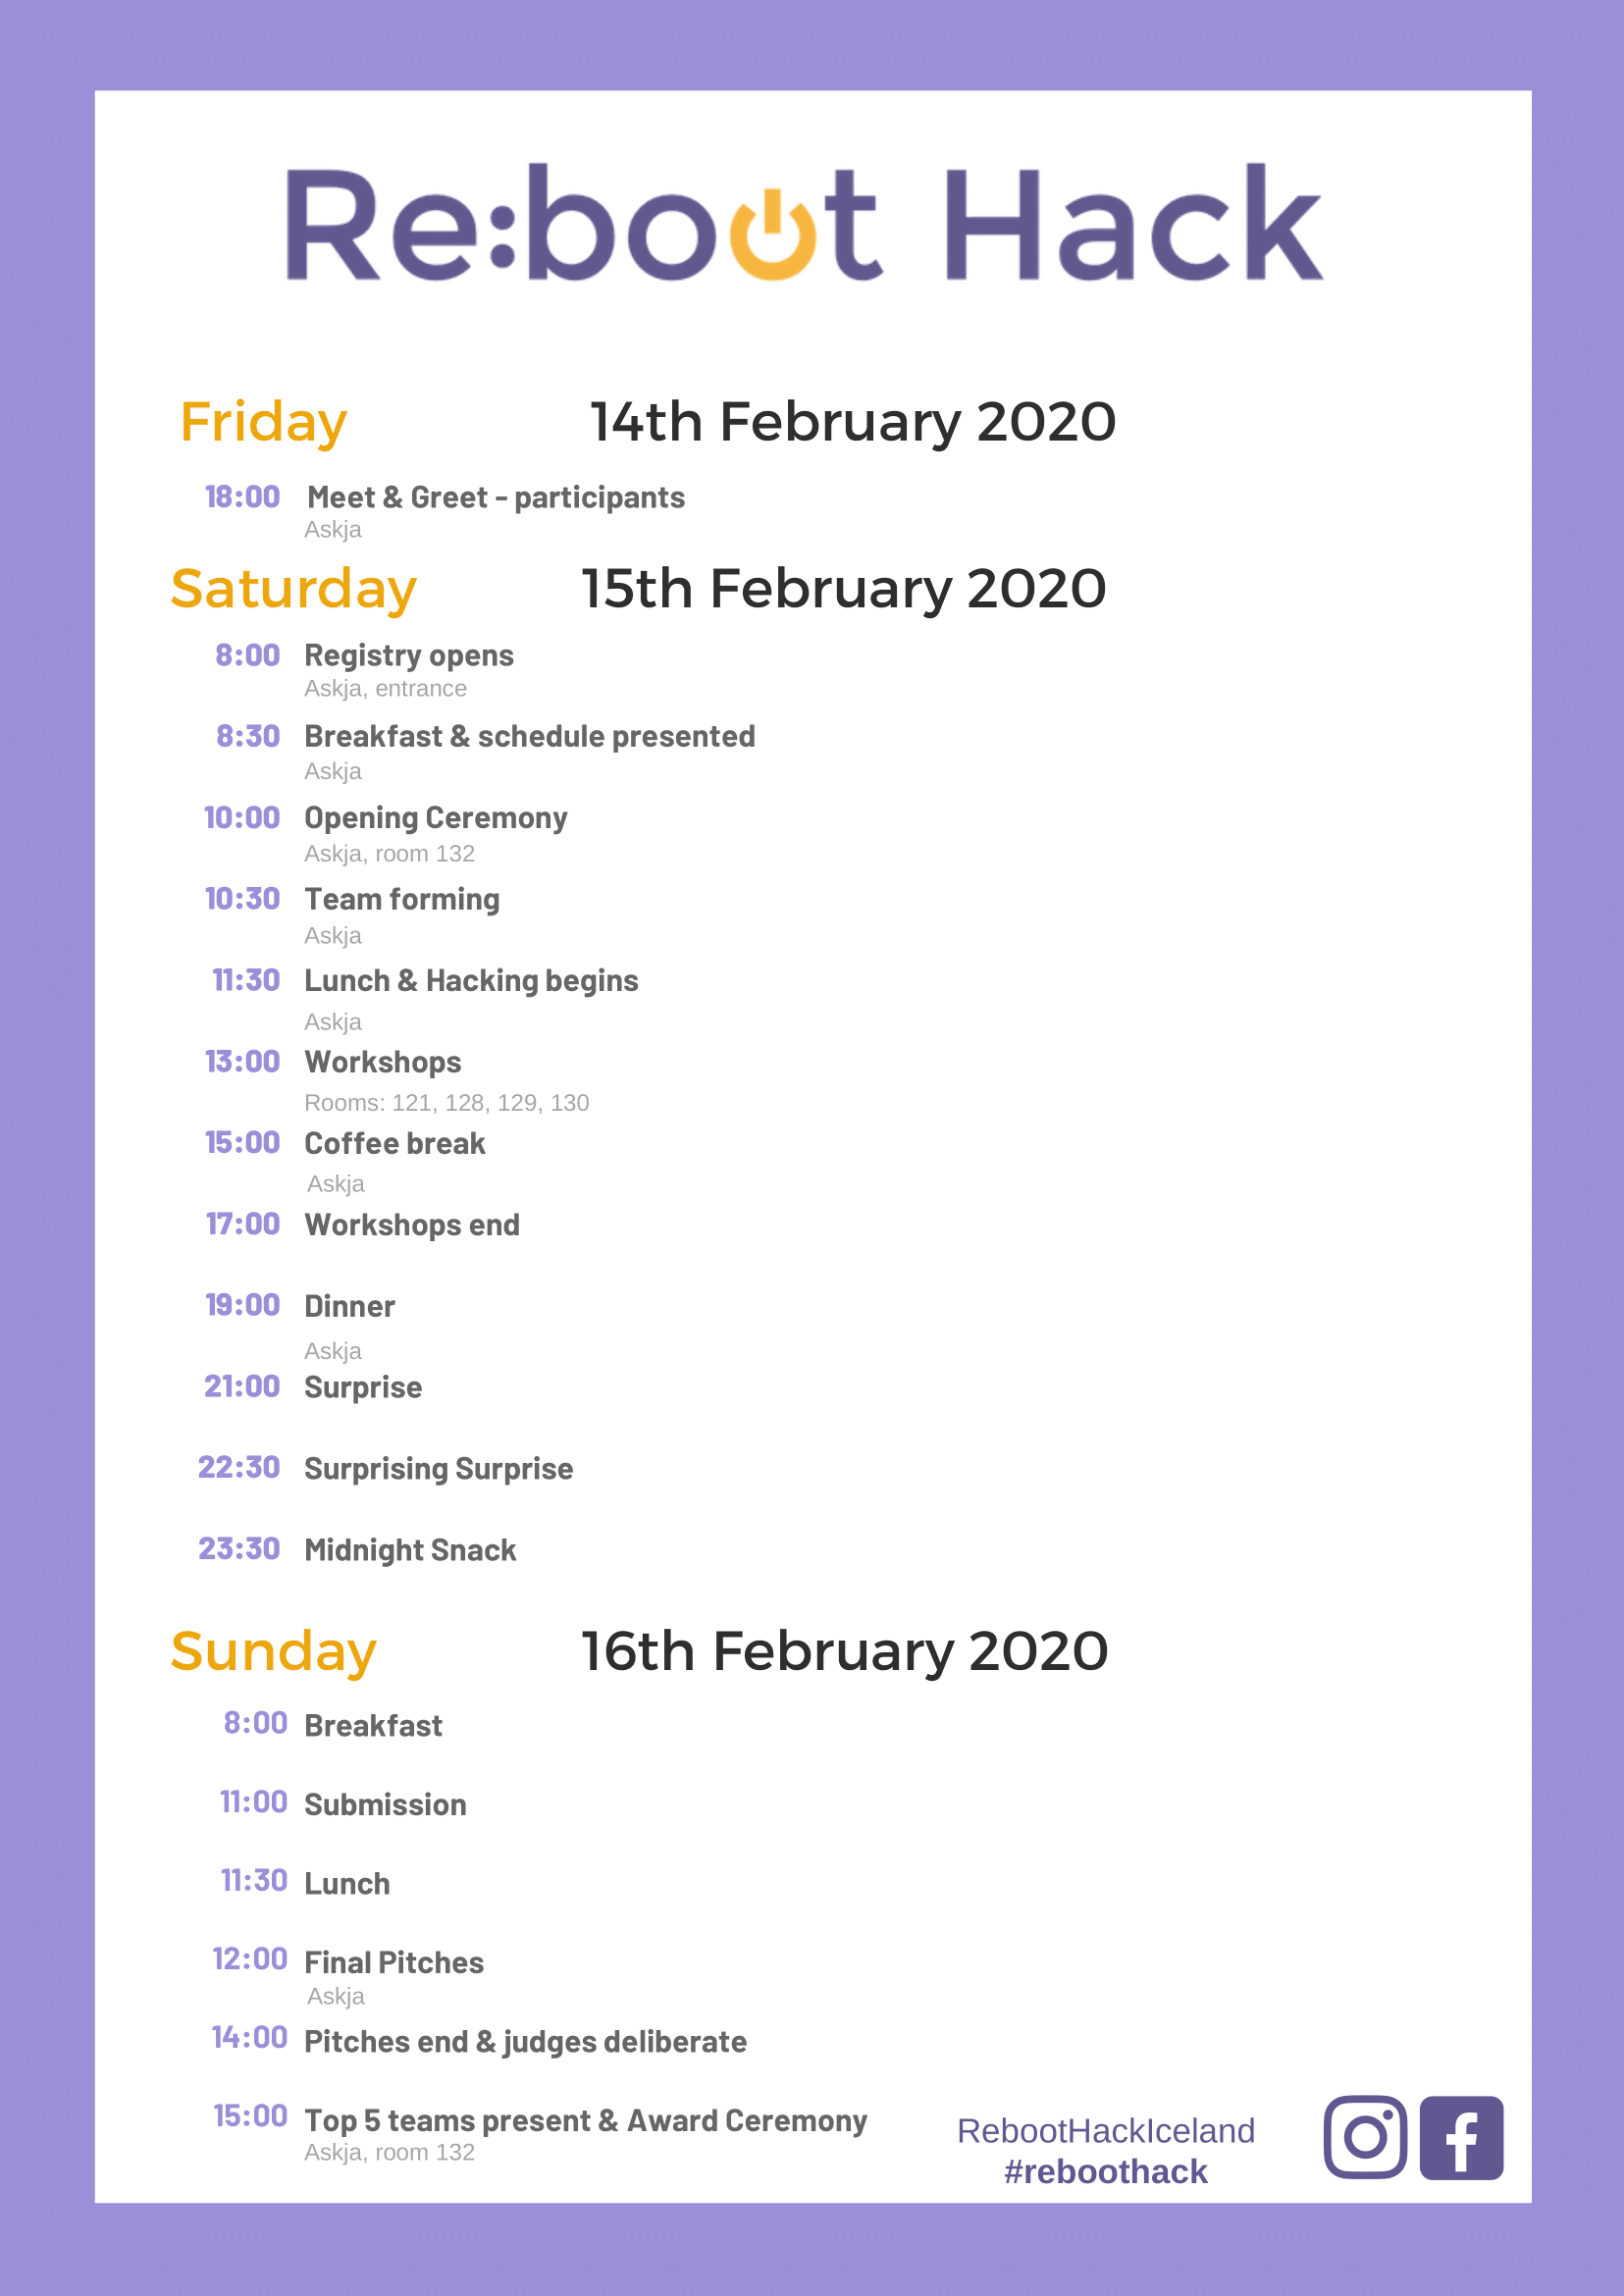 Re:boot Hack
Friday 14th February 2020
18:00 Meet & Greet - participants
Askja
Saturday 15th February 2020
8:00 Registry opens
Askja, entrance
8:30 Breakfast & schedule presented
Askja
10:00 Opening Ceremony
Askja, room 132
10:30 Team forming
Askja
11:30 Lunch & Hacking begins
Askja
13:00 Workshops
Rooms: 121, 128, 129, 130
15:00 Coffee break
Askja
17:00 Workshops end
19:00 Dinner
Askja
21:00 Surprise
22:30 Surprising Surprise
23:30 Midnight Snack
Sunday 16th February 2020
8:00 Breakfast
11:00 Submission
11:30 Lunch
12:00 Final Pitches
Askja
14:00 Pitches end & judges deliberate
15:00 Top 5 teams present & Award Ceremony
Askja, room 132
RebootHackIceland
#reboothack